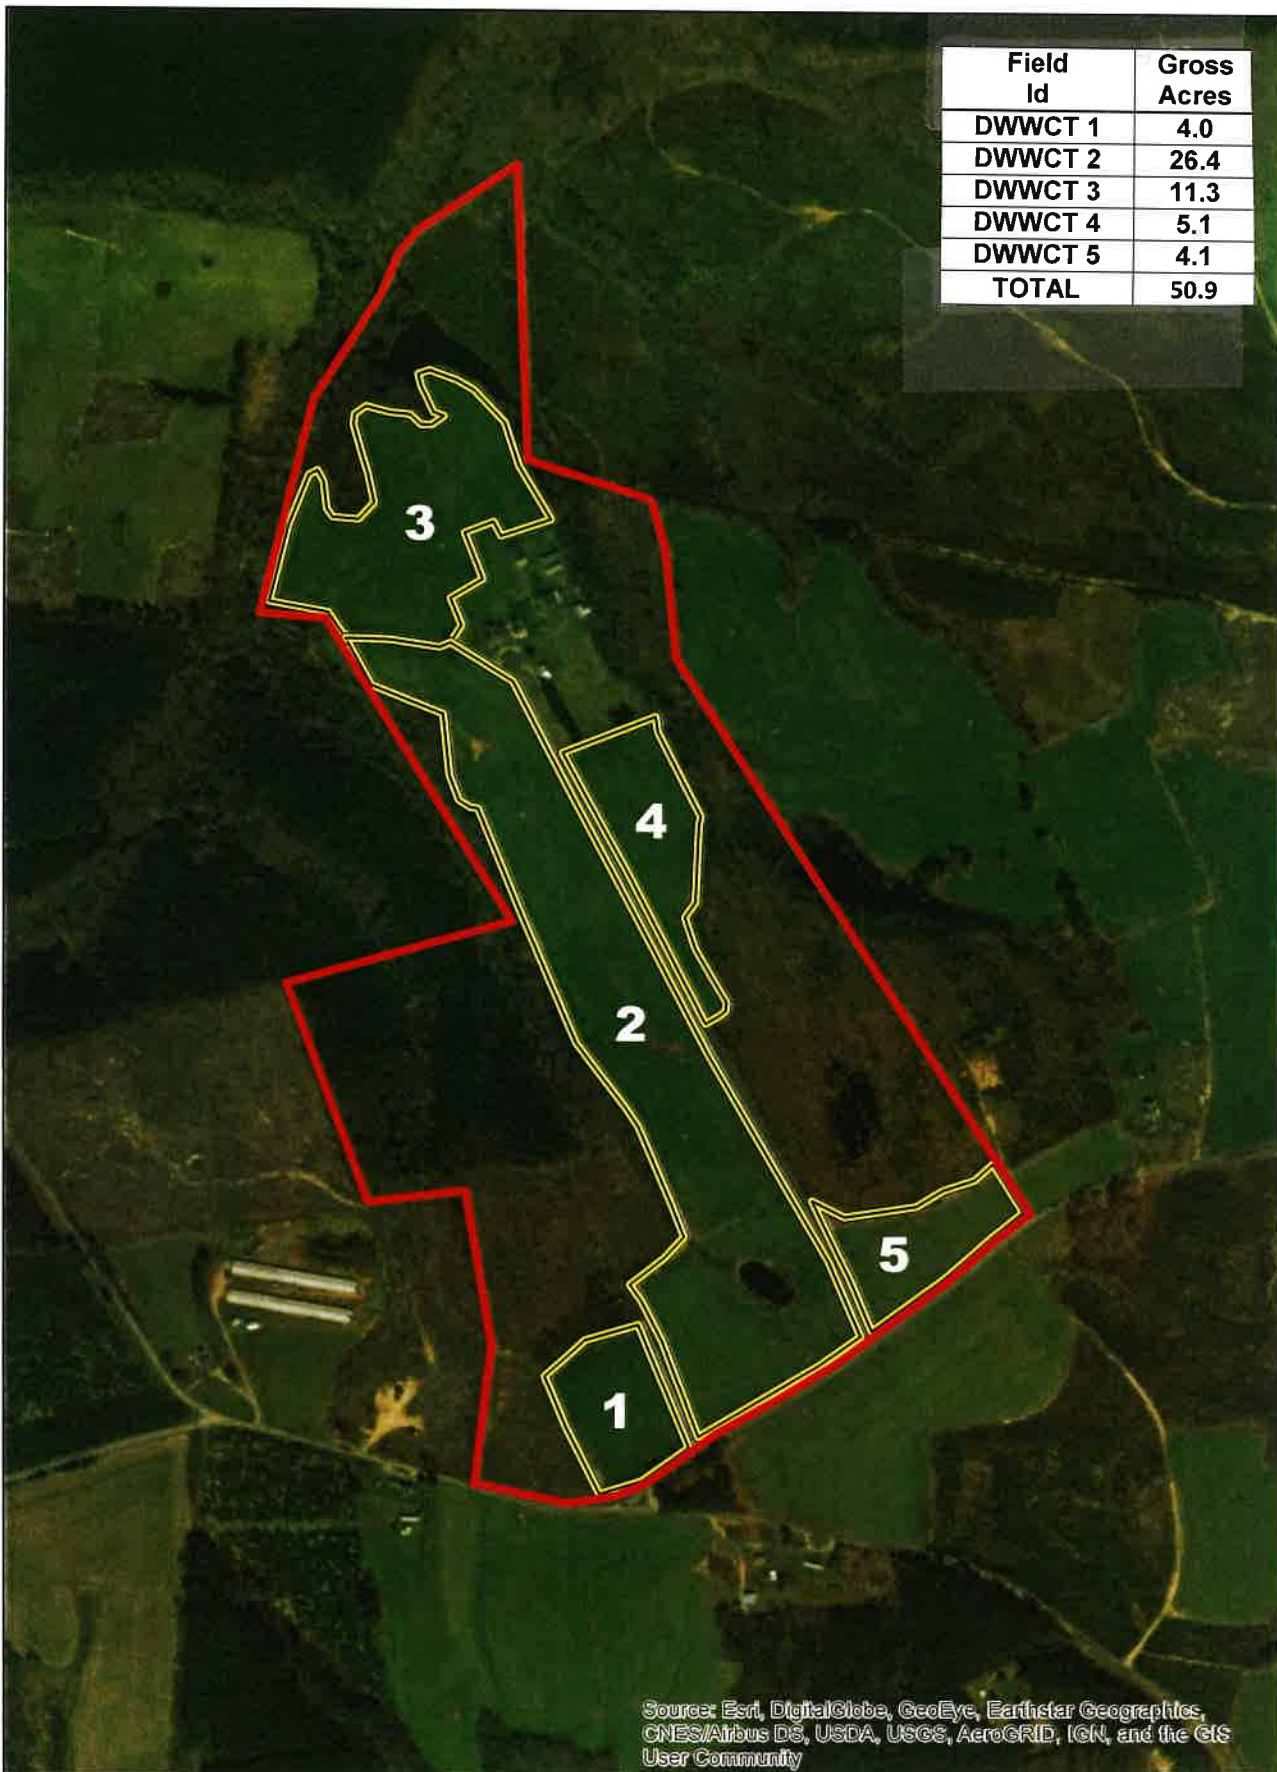 Field Id Gross Acres
DWWCT 1 4.0
DWWCT 2 26.4
DWWCT 3 11.3
DWWCT 4 5.1
DWWCT 5 4.1
TOTAL 50.9
3
4
2
5
1
Source: Esri, DigitalGlobe, GeoEye, Earthstar Geographics,
CNES/Airbus DS, USDA, USGS, AeroGRID, IGN, and the GIS
User Community